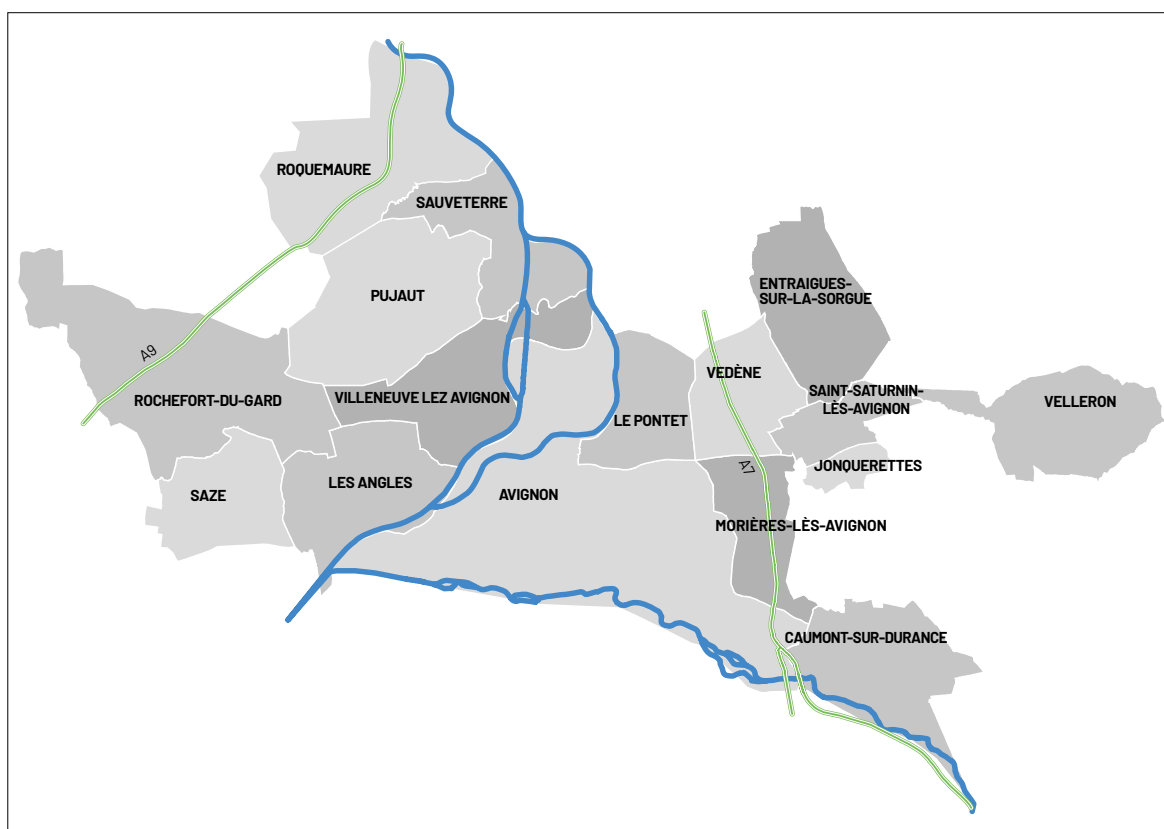 ROQUEMAURE
SAUVETERRE
ENTRAIGUES-
SUR-LA-SORGUE
PUJAUT
A9
VEDÈNE
ROCHEFORT-DU-GARD
VILLENEUVE LEZ AVIGNON
SAINT-SATURNIN-
LÈS-AVIGNON
VELLERON
LE PONTET
A7
JONQUERETTES
SAZE
LES ANGLES
AVIGNON
MORIÈRES-LÈS-AVIGNON
CAUMONT-SUR-DURANCE